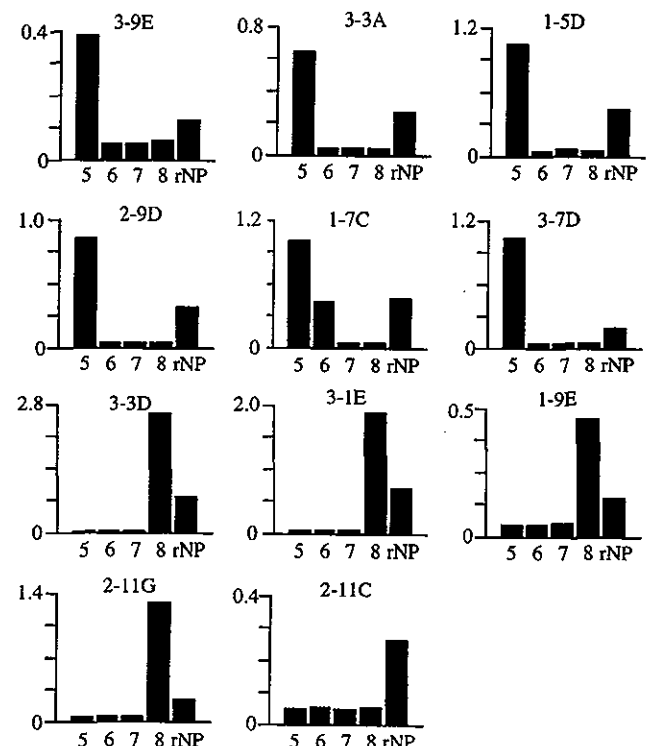 3-9E 3-3A 1-5D
0.4 0.8 1.2
0 0 0
5 6 7 8 rNP 5 6 7 8 rNP 5 6 7 8 rNP
2-9D 1-7C 3-7D
1.0 1.2 1.2
0 0 0
5 6 7 8 rNP 5 6 7 8 rNP 5 6 7 8 rNP
3-3D 3-1E 1-9E
2.8 2.0 0.5
0 0 0
5 6 7 8 rNP 5 6 7 8 rNP 5 6 7 8 rNP
2-11G 2-11C
1.4 0.4
0 0
5 6 7 8 rNP 5 6 7 8 rNP